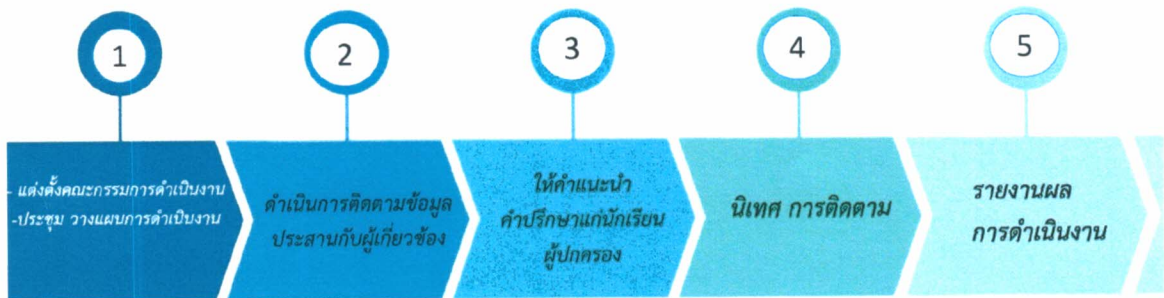 1
2
3
4
5
- แต่งตั้งคณะกรรมการดำเนินงาน
-ประชุม วางแผนการดำเนินงาน
ดำเนินการติดตามข้อมูล
ประสานกับผู้เกี่ยวข้อง
ให้คำแนะนำ
คำปรึกษาแก่นักเรียน
ผู้ปกครอง
นิเทศ การติดตาม
รายงานผล
การดำเนินงาน